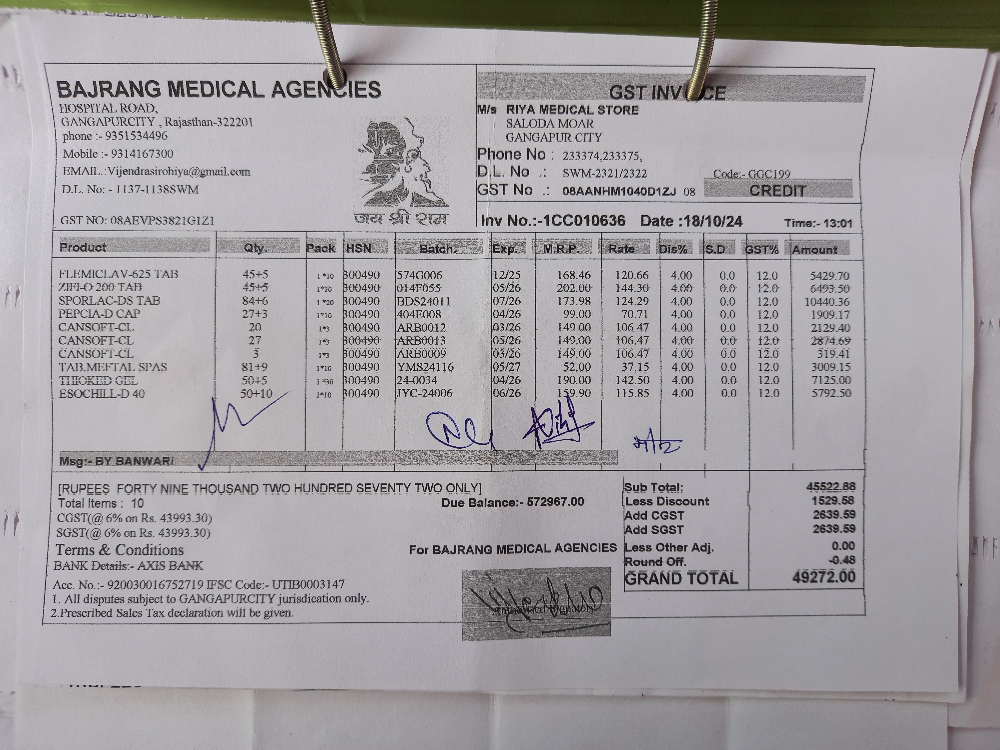 BAJRANG MEDICAL AGENCIES
HOSPITAL ROAD,
GANGAPURCITY , Rajasthan-322201
phone :- 9351534496
Mobile :- 9314167300
EMAIL.:Vijendrasirohiya@gmail.com
D.L. No: - 1137-1138SWM
GST NO: 08AEVPS3821G1Z1
जय श्री राम
GST INVOICE
M/s RIYA MEDICAL STORE
SALODA MOAR
GANGAPUR CITY
Phone No : 233374,233375,
D.L. No .: SWM-2321/2322 Code:- GGC199
GST No .: 08AANHM1040D1ZJ 08 CREDIT
Inv No.:-1CC010636 Date :18/10/24 Time:- 13:01
Product Qty. Pack HSN Batch. Exp. M.R.P. Rate Dis% S.D GST% Amount
FLEMICLAV-625 TAB 45+5 1*10 300490 574G006 12/25 168.46 120.66 4.00 0.0 12.0 5429.70
ZIFI-O 200 TAB 45+5 1*10 300490 014F055 05/26 202.00 144.30 4.00 0.0 12.0 6493.50
SPORLAC-DS TAB 84+6 1*20 300490 BDS24011 07/26 173.98 124.29 4.00 0.0 12.0 10440.36
PEPCIA-D CAP 27+3 1*10 300490 404E008 04/26 99.00 70.71 4.00 0.0 12.0 1909.17
CANSOFT-CL 20 1*3 300490 ARB0012 03/26 149.00 106.47 4.00 0.0 12.0 2129.40
CANSOFT-CL 27 1*3 300490 ARB0013 05/26 149.00 106.47 4.00 0.0 12.0 2874.69
CANSOFT-CL 3 1*3 300490 ARB0009 03/26 149.00 106.47 4.00 0.0 12.0 319.41
TAB.MEFTAL SPAS 81+9 1*10 300490 YMS24116 05/27 52.00 37.15 4.00 0.0 12.0 3009.15
THIOKED GEL 50+5 1*30 300490 24-0034 04/26 190.00 142.50 4.00 0.0 12.0 7125.00
ESOCHILL-D 40 50+10 1*10 300490 JYC-24006 06/26 159.90 115.85 4.00 0.0 12.0 5792.50
Msg:- BY BANWARI
[RUPEES FORTY NINE THOUSAND TWO HUNDRED SEVENTY TWO ONLY]
Total Items : 10 Due Balance:- 572967.00
CGST(@ 6% on Rs. 43993.30)
SGST(@ 6% on Rs. 43993.30)
Terms & Conditions For BAJRANG MEDICAL AGENCIES
BANK Details:- AXIS BANK
Acc. No.:- 920030016752719 IFSC Code:- UTIB0003147
1. All disputes subject to GANGAPURCITY jurisdication only.
2.Prescribed Sales Tax declaration will be given.
Sub Total: 45522.88
Less Discount 1529.58
Add CGST 2639.59
Add SGST 2639.59
Less Other Adj. 0.00
Round Off. -0.48
GRAND TOTAL 49272.00